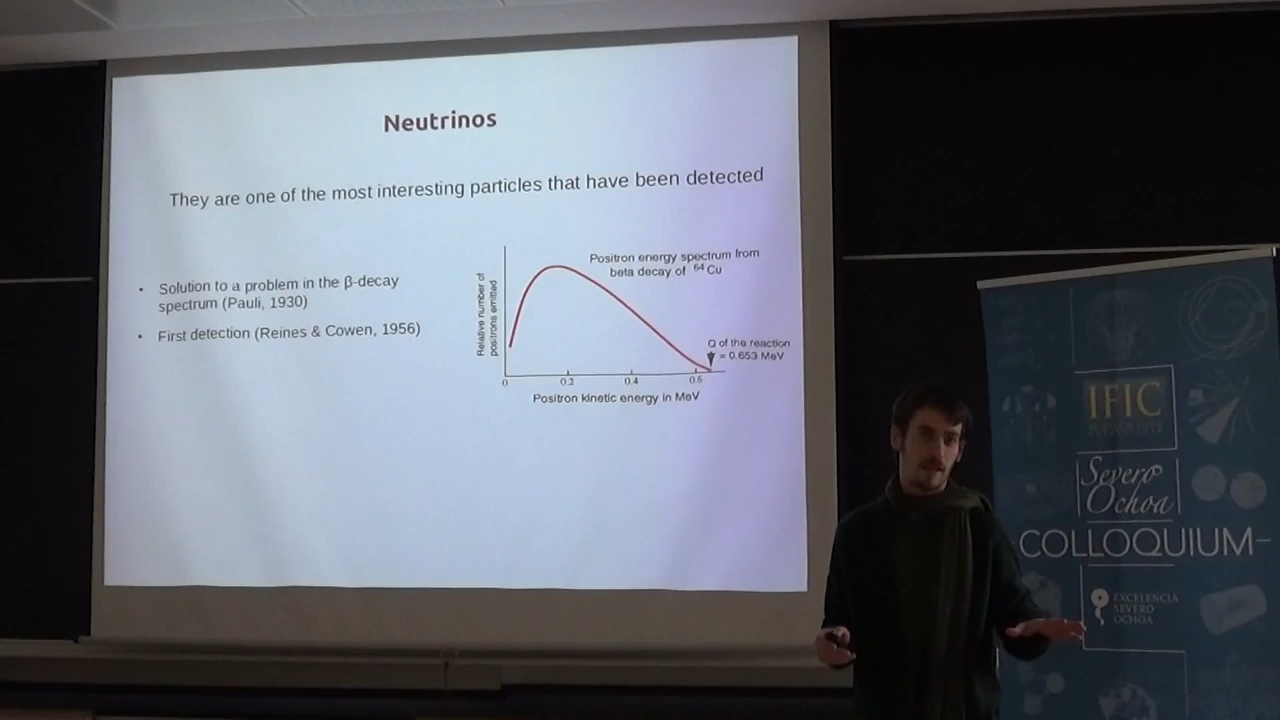 Neutrinos
They are one of the most interesting particles that have been detected
• Solution to a problem in the β-decay
spectrum (Pauli, 1930)
• First detection (Reines & Cowen, 1956)
Relative number of
positrons emitted
Positron energy spectrum from
beta decay of ⁶⁴Cu
Q of the reaction
= 0.653 MeV
0 0.2 0.4 0.6
Positron kinetic energy in MeV
IFIC
Severo
Ochoa
COLLOQUIUM
EXCELENCIA
SEVERO
OCHOA